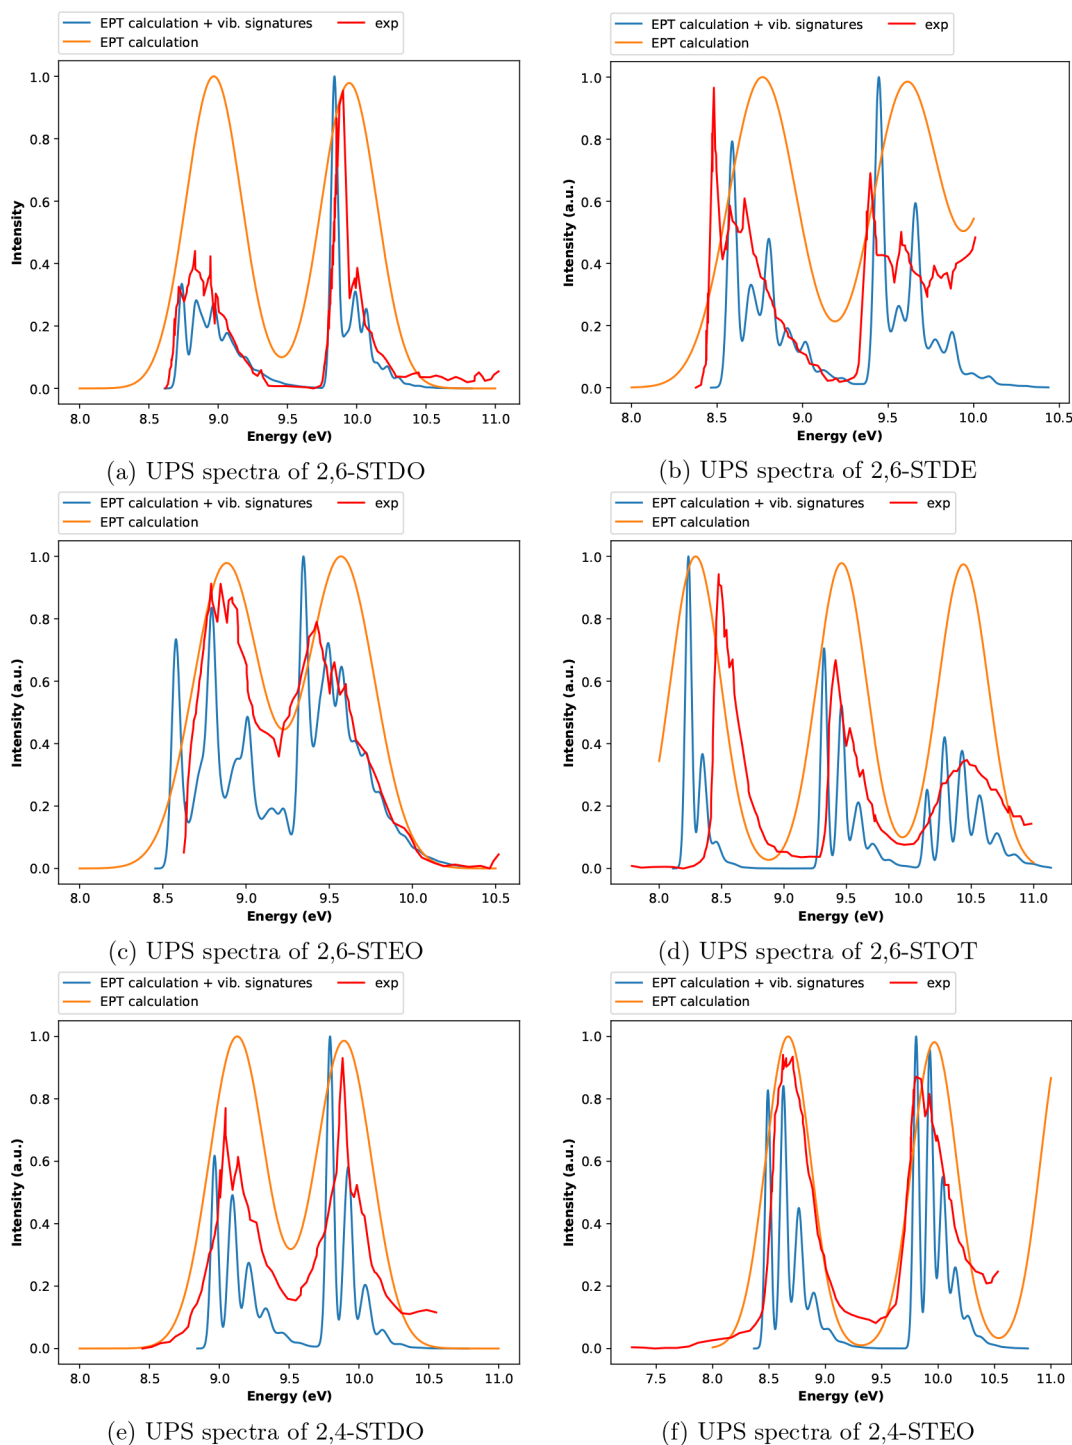 EPT calculation + vib. signatures exp
EPT calculation
Intensity
1.0
0.8
0.6
0.4
0.2
0.0
8.0 8.5 9.0 9.5 10.0 10.5 11.0
Energy (eV)
(a) UPS spectra of 2,6-STDO
EPT calculation + vib. signatures exp
EPT calculation
Intensity (a.u.)
1.0
0.8
0.6
0.4
0.2
0.0
8.0 8.5 9.0 9.5 10.0 10.5
Energy (eV)
(b) UPS spectra of 2,6-STDE
EPT calculation + vib. signatures exp
EPT calculation
Intensity (a.u.)
1.0
0.8
0.6
0.4
0.2
0.0
8.0 8.5 9.0 9.5 10.0 10.5
Energy (eV)
(c) UPS spectra of 2,6-STEO
EPT calculation + vib. signatures exp
EPT calculation
Intensity (a.u.)
1.0
0.8
0.6
0.4
0.2
0.0
8.0 8.5 9.0 9.5 10.0 10.5 11.0
Energy (eV)
(d) UPS spectra of 2,6-STOT
EPT calculation + vib. signatures exp
EPT calculation
Intensity (a.u.)
1.0
0.8
0.6
0.4
0.2
0.0
8.0 8.5 9.0 9.5 10.0 10.5 11.0
Energy (eV)
(e) UPS spectra of 2,4-STDO
EPT calculation + vib. signatures exp
EPT calculation
Intensity (a.u.)
1.0
0.8
0.6
0.4
0.2
0.0
7.5 8.0 8.5 9.0 9.5 10.0 10.5 11.0
Energy (eV)
(f) UPS spectra of 2,4-STEO